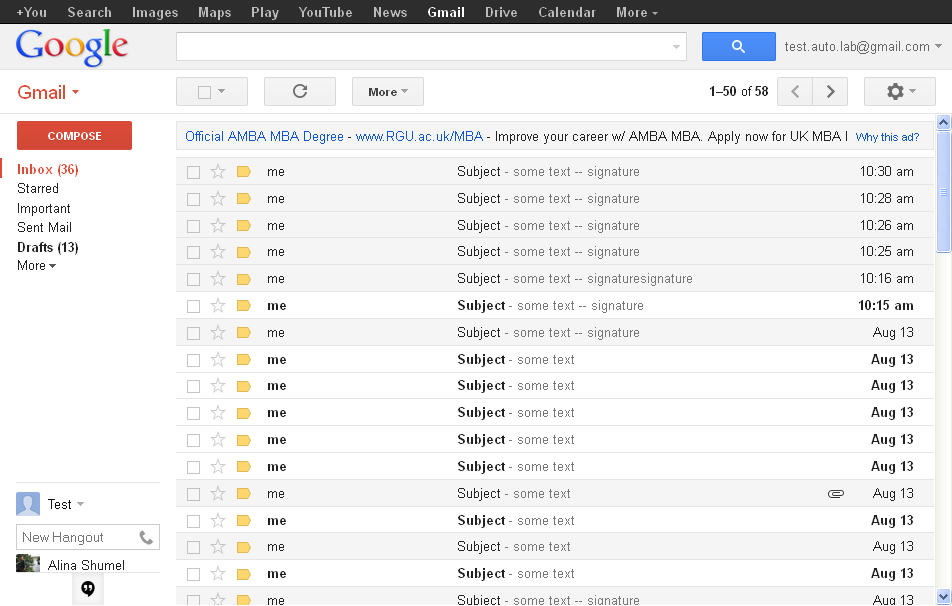 +You Search Images Maps Play YouTube News Gmail Drive Calendar More
Google
test.auto.lab@gmail.com
Gmail
More
1–50 of 58
COMPOSE
Inbox (36)
Starred
Important
Sent Mail
Drafts (13)
More
Official AMBA MBA Degree - www.RGU.ac.uk/MBA - Improve your career w/ AMBA MBA. Apply now for UK MBA Why this ad?
me Subject - some text -- signature 10:30 am
me Subject - some text -- signature 10:28 am
me Subject - some text -- signature 10:26 am
me Subject - some text -- signature 10:25 am
me Subject - some text -- signaturesignature 10:16 am
me Subject - some text -- signature 10:15 am
me Subject - some text -- signature Aug 13
me Subject - some text Aug 13
me Subject - some text Aug 13
me Subject - some text Aug 13
me Subject - some text Aug 13
me Subject - some text Aug 13
me Subject - some text Aug 13
me Subject - some text Aug 13
me Subject - some text Aug 13
me Subject - some text Aug 13
me Subject - some text -- signature Aug 13
Test
New Hangout
Alina Shumel